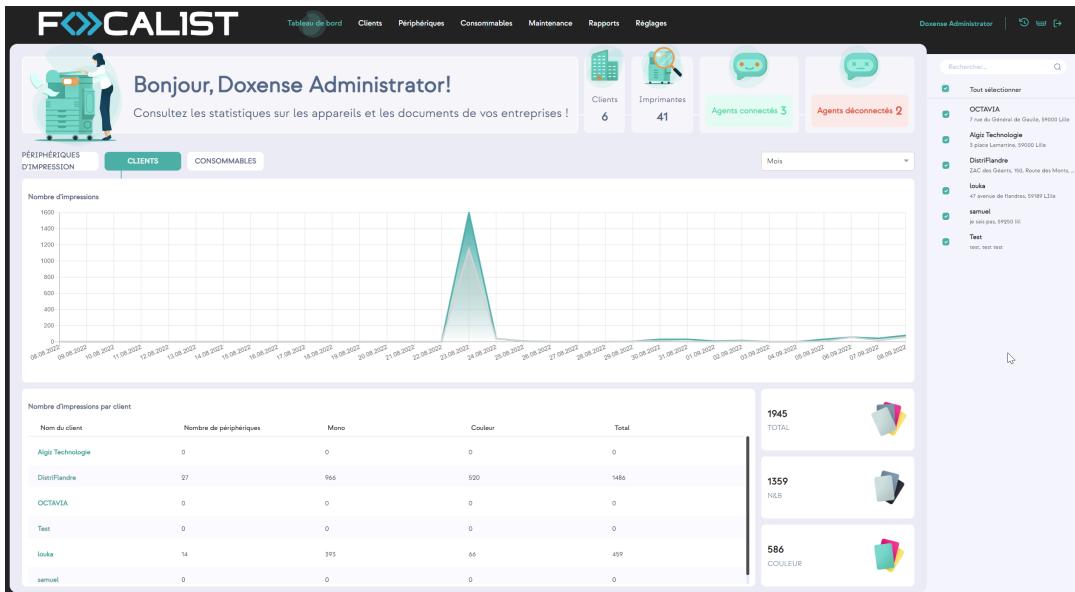 FOCALIST
Tableau de bord Clients Périphériques Consommables Maintenance Rapports Réglages
Doxense Administrator
Bonjour, Doxense Administrator!
Consultez les statistiques sur les appareils et les documents de vos entreprises !
Clients
6
Imprimantes
41
Agents connectés 3
Agents déconnectés 2
PÉRIPHÉRIQUES
D'IMPRESSION
CLIENTS
CONSOMMABLES
Mois
Nombre d'impressions
1600
1400
1200
1000
800
600
400
200
0
08.08.2022 09.08.2022 10.08.2022 11.08.2022 12.08.2022 13.08.2022 14.08.2022 15.08.2022 16.08.2022 17.08.2022 18.08.2022 19.08.2022 20.08.2022 21.08.2022 22.08.2022 23.08.2022 24.08.2022 25.08.2022 26.08.2022 27.08.2022 28.08.2022 29.08.2022 30.08.2022 31.08.2022 01.09.2022 02.09.2022 03.09.2022 04.09.2022 05.09.2022 06.09.2022 07.09.2022 08.09.2022
Nombre d'impressions par client
Nom du client Nombre de périphériques Mono Couleur Total
Algiz Technologie 0 0 0 0
DistriFlandre 27 966 520 1486
OCTAVIA 0 0 0 0
Test 0 0 0 0
louka 14 393 66 459
samuel 0 0 0 0
1945
TOTAL
1359
N&B
586
COULEUR
Rechercher...
Tout sélectionner
OCTAVIA
7 rue du Général de Gaulle, 59000 Lille
Algiz Technologie
3 place Lamartine, 59000 Lille
DistriFlandre
ZAC des Géants, 150, Route des Monts, ...
louka
47 avenue de flandres, 59189 LIlle
samuel
je sais pas, 59250 lil
Test
test, test test